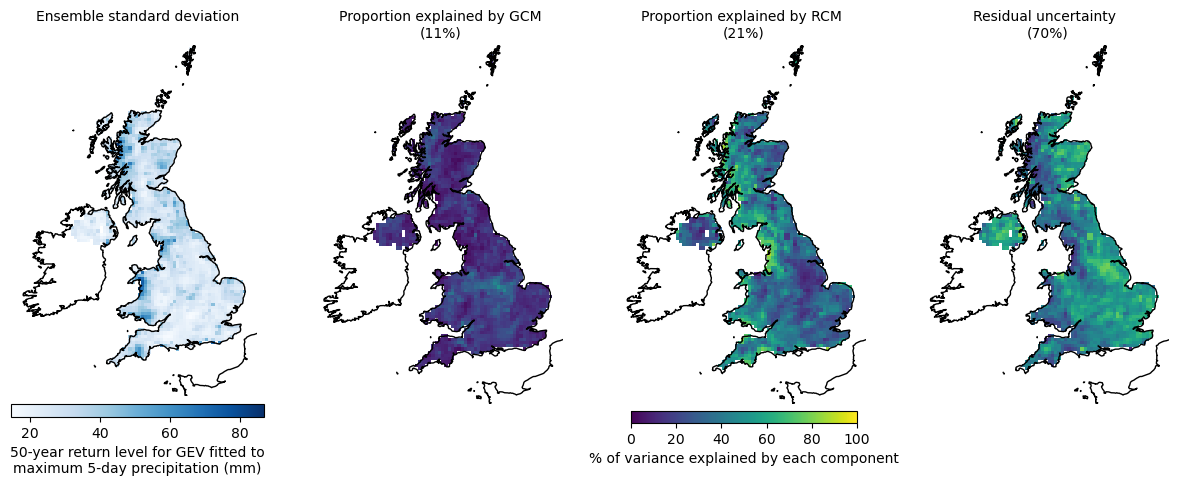 Ensemble standard deviation
Proportion explained by GCM
(11%)
Proportion explained by RCM
(21%)
Residual uncertainty
(70%)
20 40 60 80
50-year return level for GEV fitted to
maximum 5-day precipitation (mm)
0 20 40 60 80 100
% of variance explained by each component